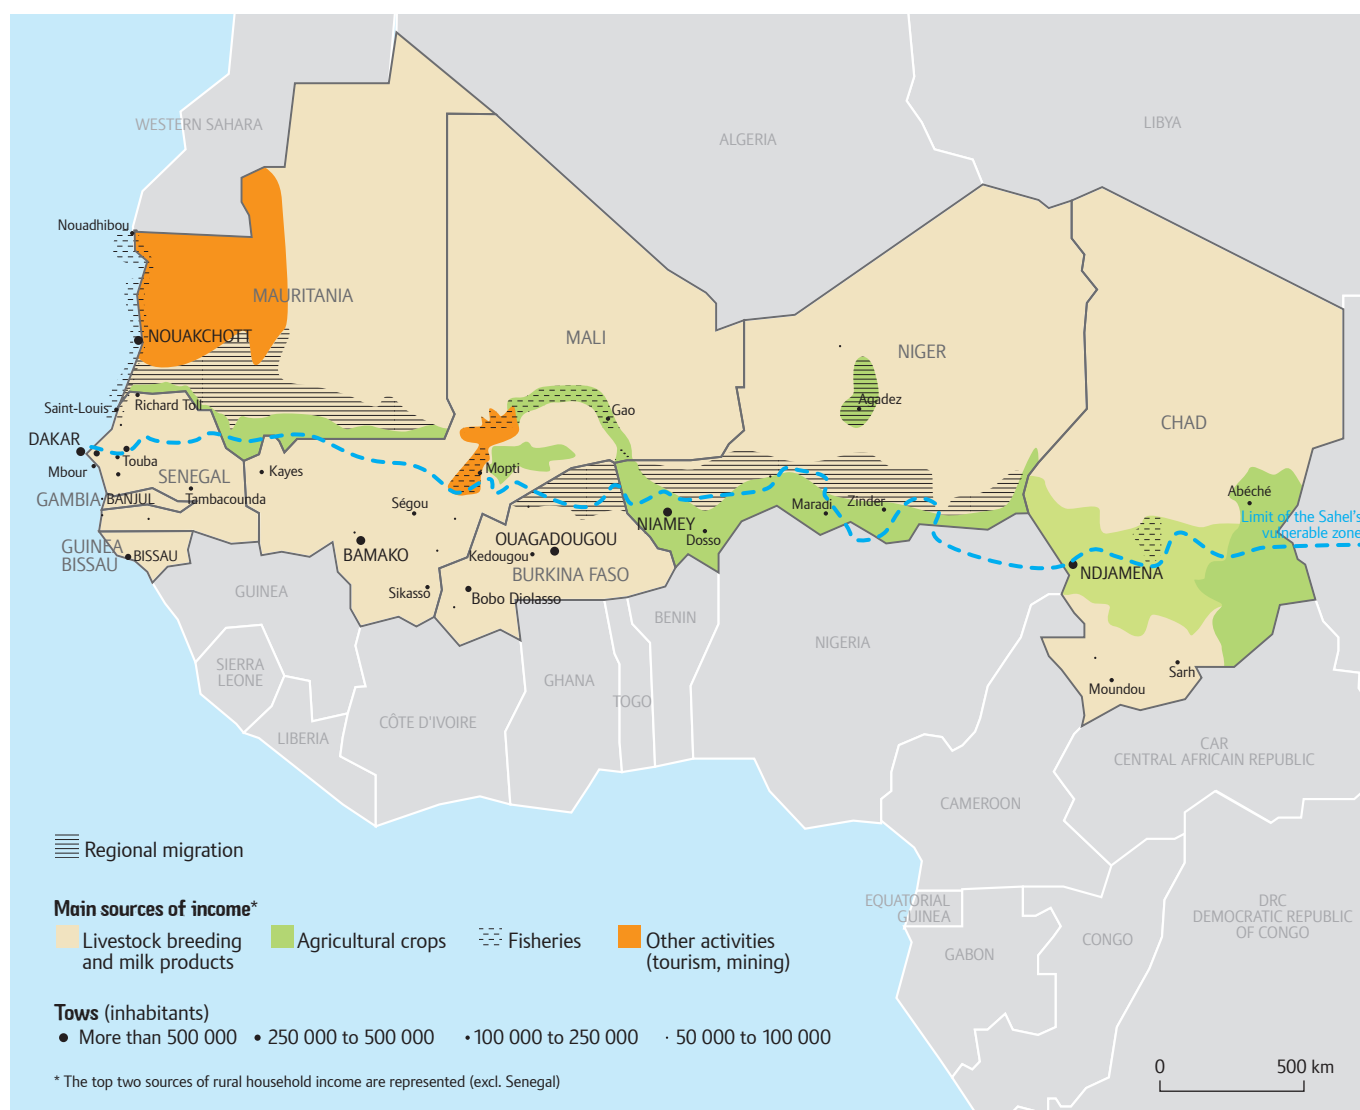 WESTERN SAHARA
ALGERIA
LIBYA
Nouadhibou
MAURITANIA
NOUAKCHOTT
MALI
NIGER
CHAD
Agadez
Richard Toll
Saint-Louis
Gao
DAKAR
Touba
Mbour
SENEGAL
Kayes
Mopti
GAMBIA
BANJUL
Tambacounda
Ségou
Maradi
Zinder
Abéché
Limit of the Sahel's
vulnerable zone
NIAMEY
Dosso
GUINEA
BISSAU
BISSAU
BAMAKO
OUAGADOUGOU
Kedougou
BURKINA FASO
NDJAMENA
GUINEA
Sikasso
Bobo Diolasso
BENIN
NIGERIA
SIERRA
LEONE
GHANA
TOGO
Sarh
Moundou
CÔTE D'IVOIRE
LIBERIA
CAR
CENTRAL AFRICAIN REPUBLIC
CAMEROON
EQUATORIAL
GUINEA
GABON
CONGO
DRC
DEMOCRATIC REPUBLIC
OF CONGO
Regional migration
Main sources of income*
Livestock breeding
and milk products
Agricultural crops
Fisheries
Other activities
(tourism, mining)
Tows (inhabitants)
More than 500 000
250 000 to 500 000
100 000 to 250 000
50 000 to 100 000
* The top two sources of rural household income are represented (excl. Senegal)
0
500 km